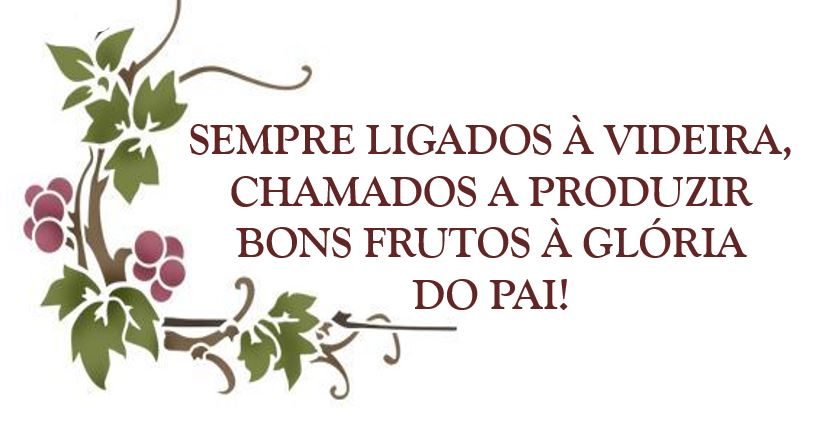 SEMPRE LIGADOS À VIDEIRA,
CHAMADOS A PRODUZIR
BONS FRUTOS À GLÓRIA
DO PAI!